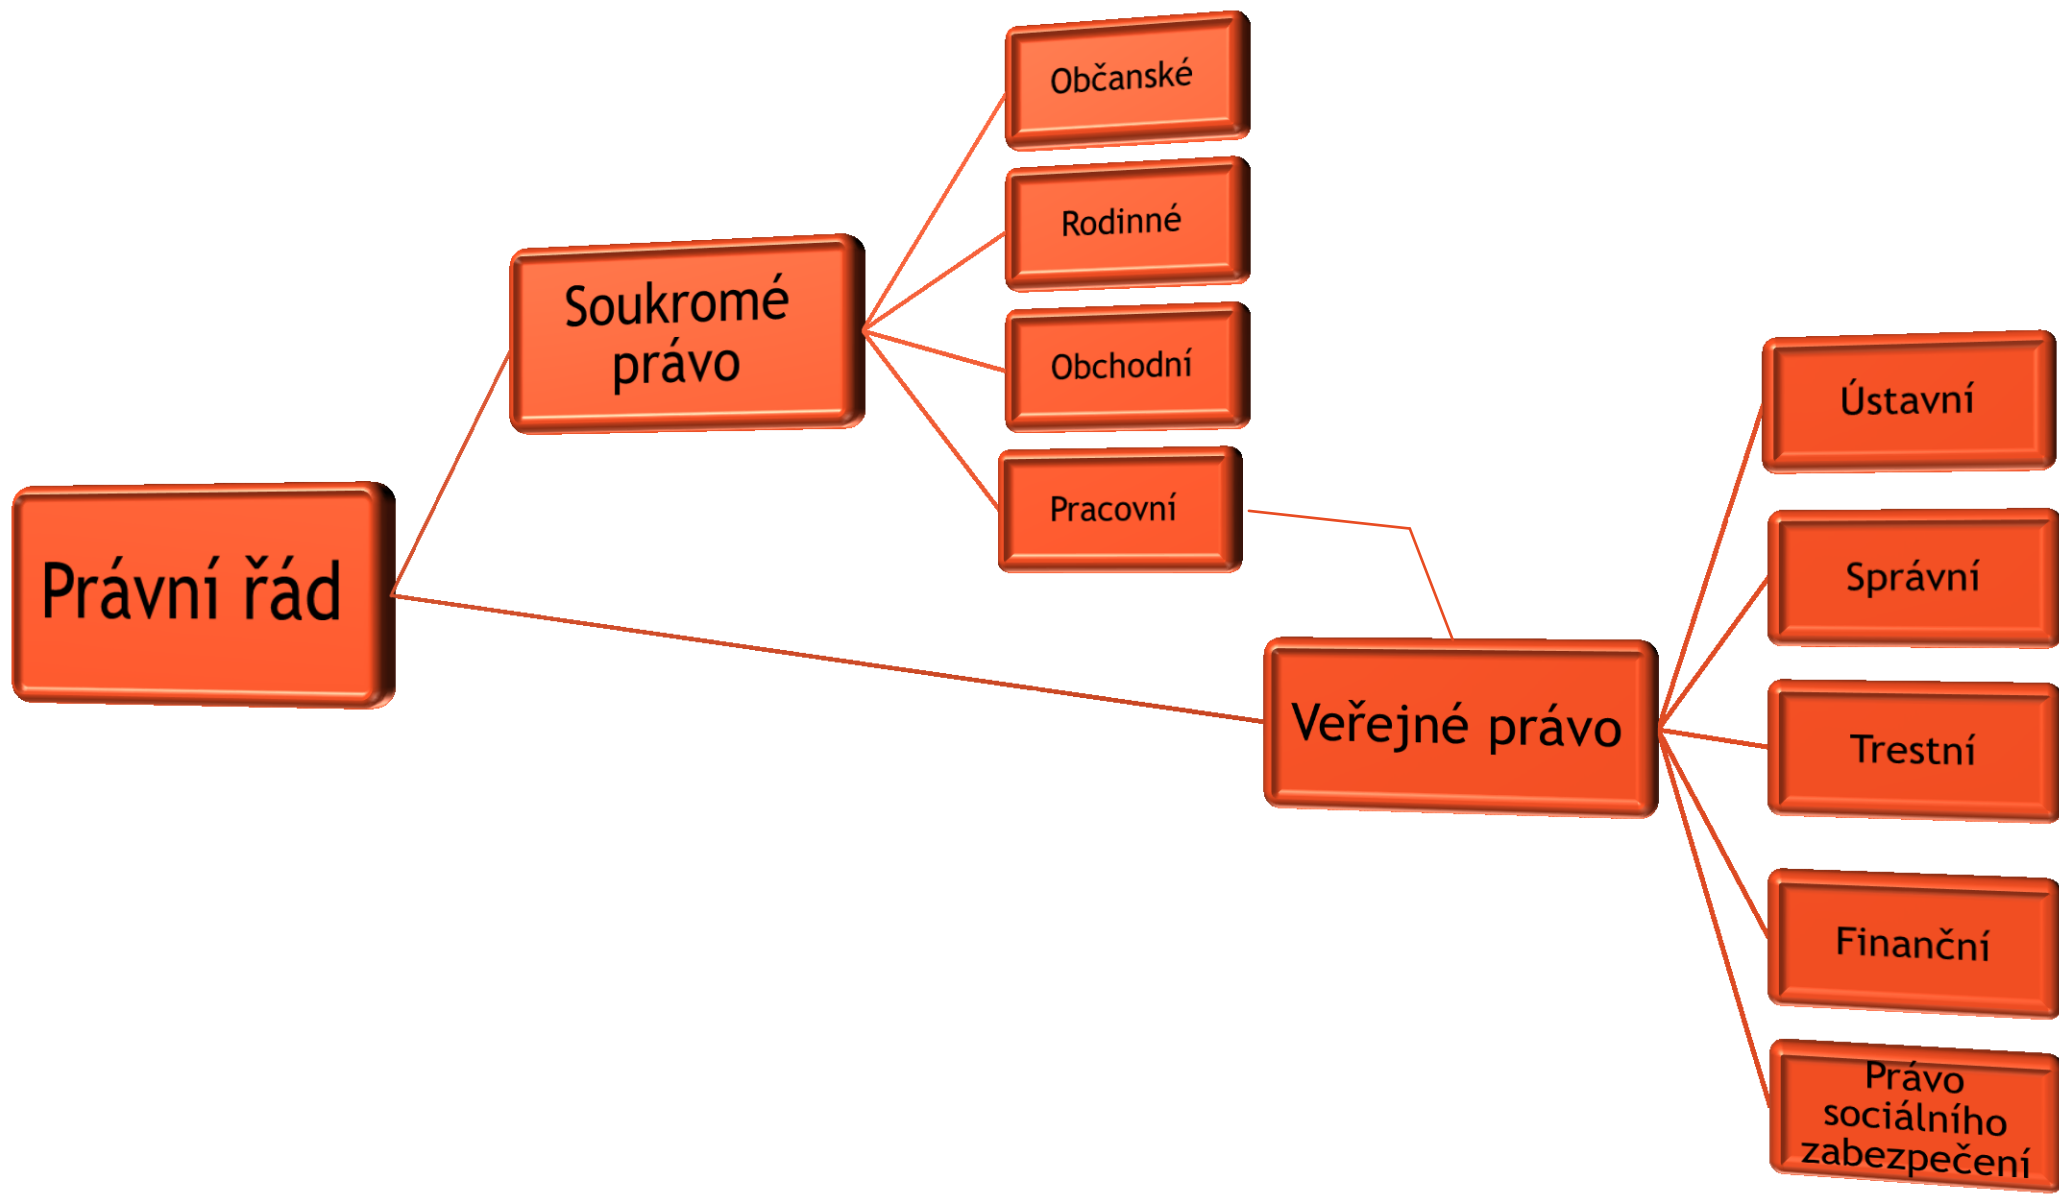 Právní řád
Soukromé
právo
Občanské
Rodinné
Obchodní
Pracovní
Veřejné právo
Ústavní
Správní
Trestní
Finanční
Právo
sociálního
zabezpečení